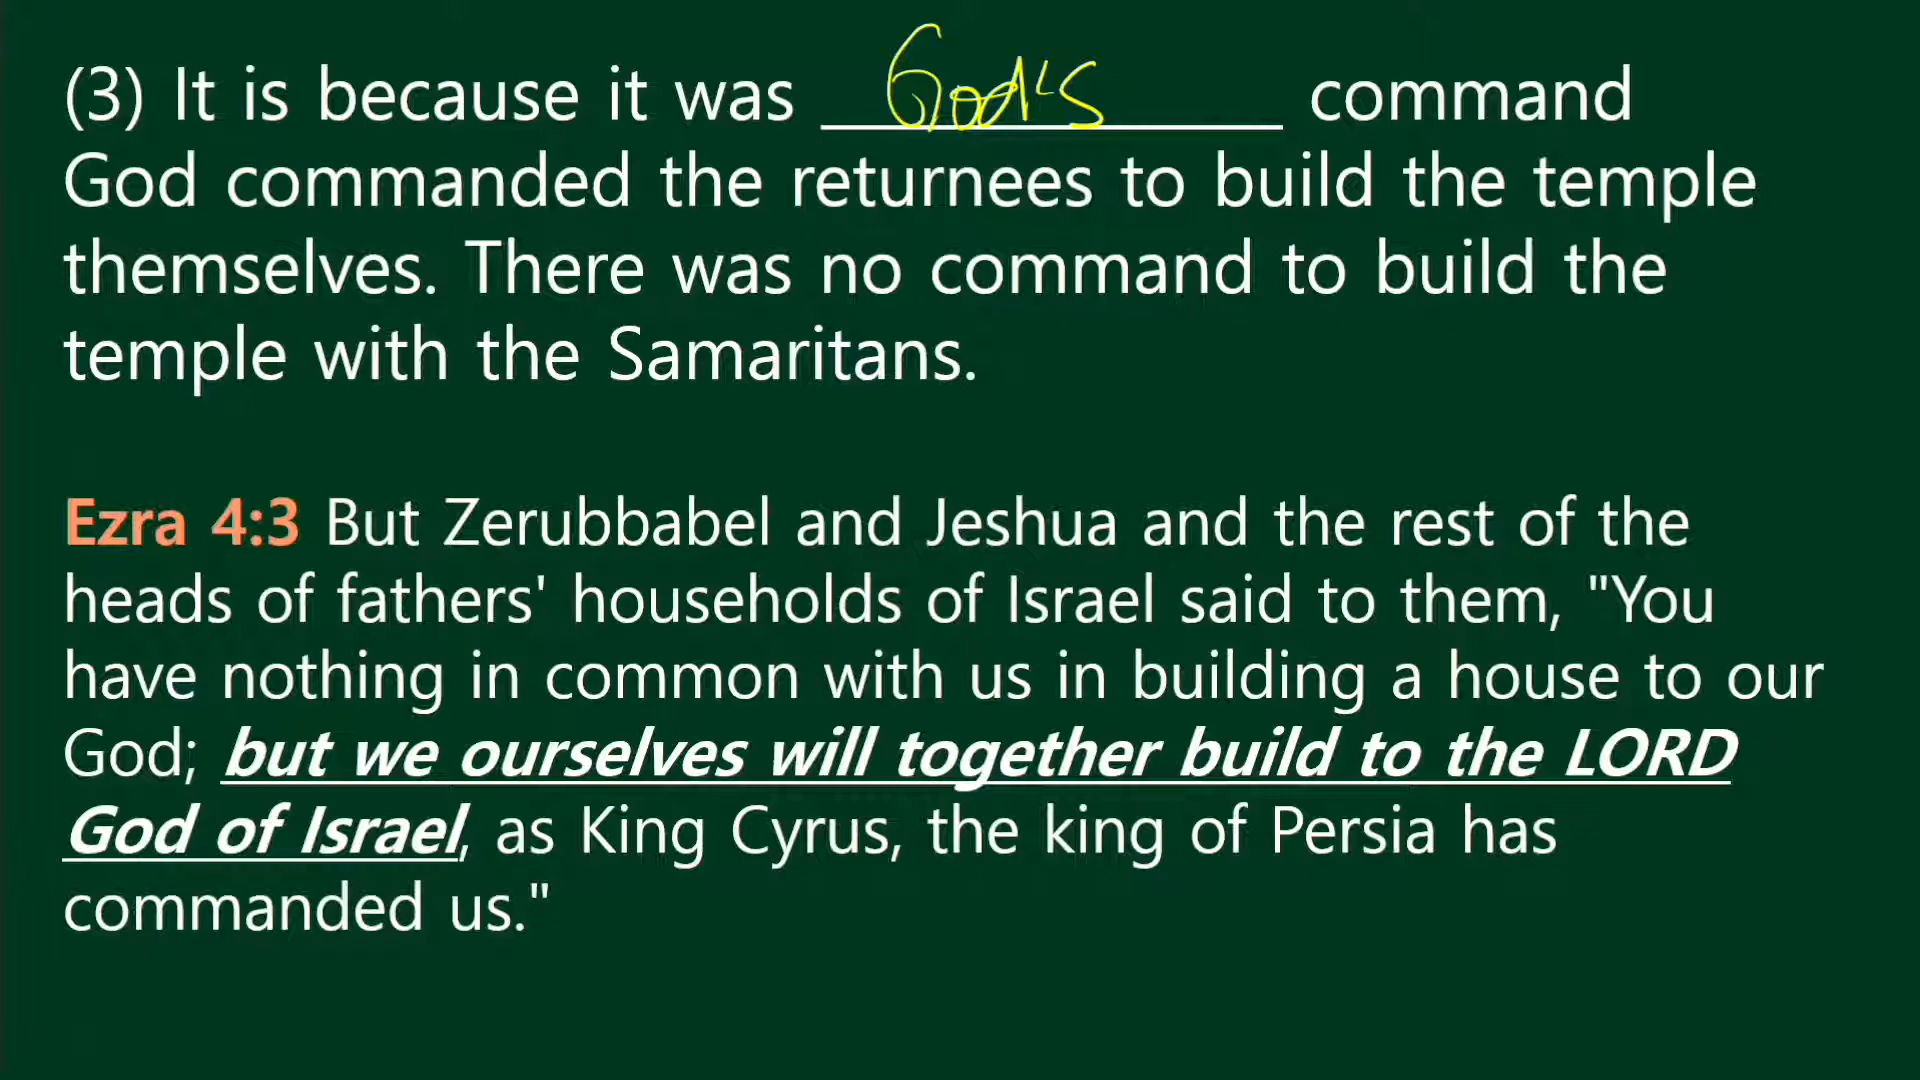 (3) It is because it was God's command
God commanded the returnees to build the temple
themselves. There was no command to build the
temple with the Samaritans.
Ezra 4:3 But Zerubbabel and Jeshua and the rest of the
heads of fathers' households of Israel said to them, "You
have nothing in common with us in building a house to our
God; but we ourselves will together build to the LORD
God of Israel, as King Cyrus, the king of Persia has
commanded us."